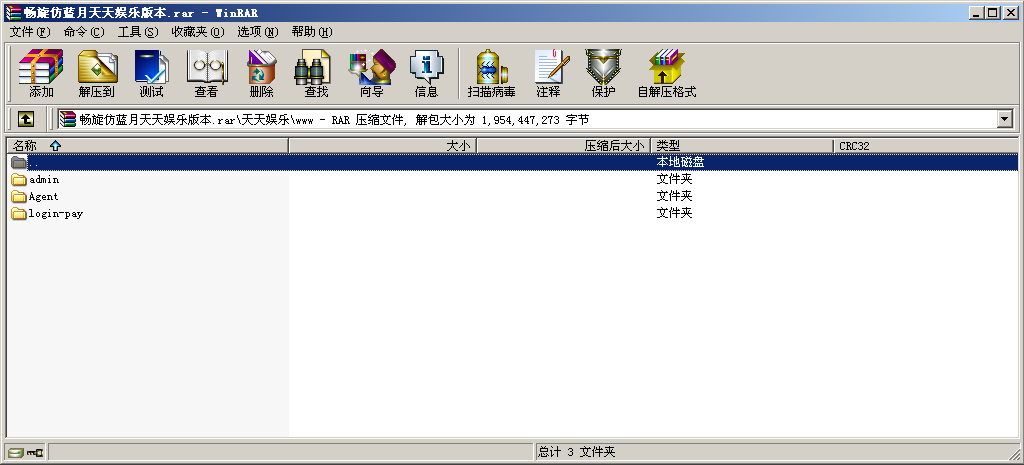 畅旋仿蓝月天天娱乐版本.rar - WinRAR
文件(F) 命令(C) 工具(S) 收藏夹(O) 选项(N) 帮助(H)
添加 解压到 测试 查看 删除 查找 向导 信息 扫描病毒 注释 保护 自解压格式
畅旋仿蓝月天天娱乐版本.rar\天天娱乐\www - RAR 压缩文件, 解包大小为 1,954,447,273 字节
名称 大小 压缩后大小 类型 CRC32
.. 本地磁盘
admin 文件夹
Agent 文件夹
login-pay 文件夹
总计 3 文件夹